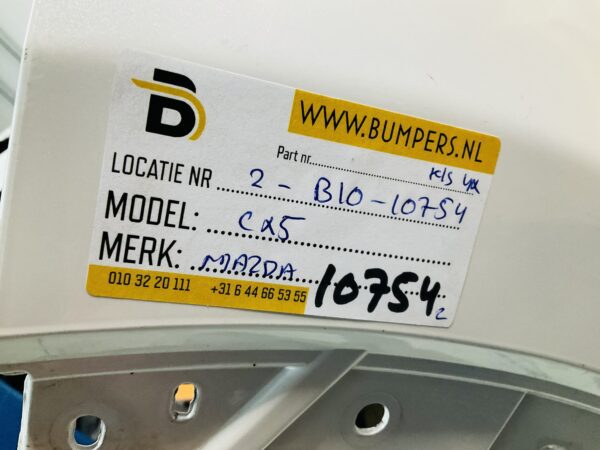 WWW.BUMPERS.NL
Part nr.
LOCATIE NR 2 - B10 - 10754
MODEL: CX5
MERK: MAZDA
010 32 20 111 +31 6 44 66 53 55
10754
2